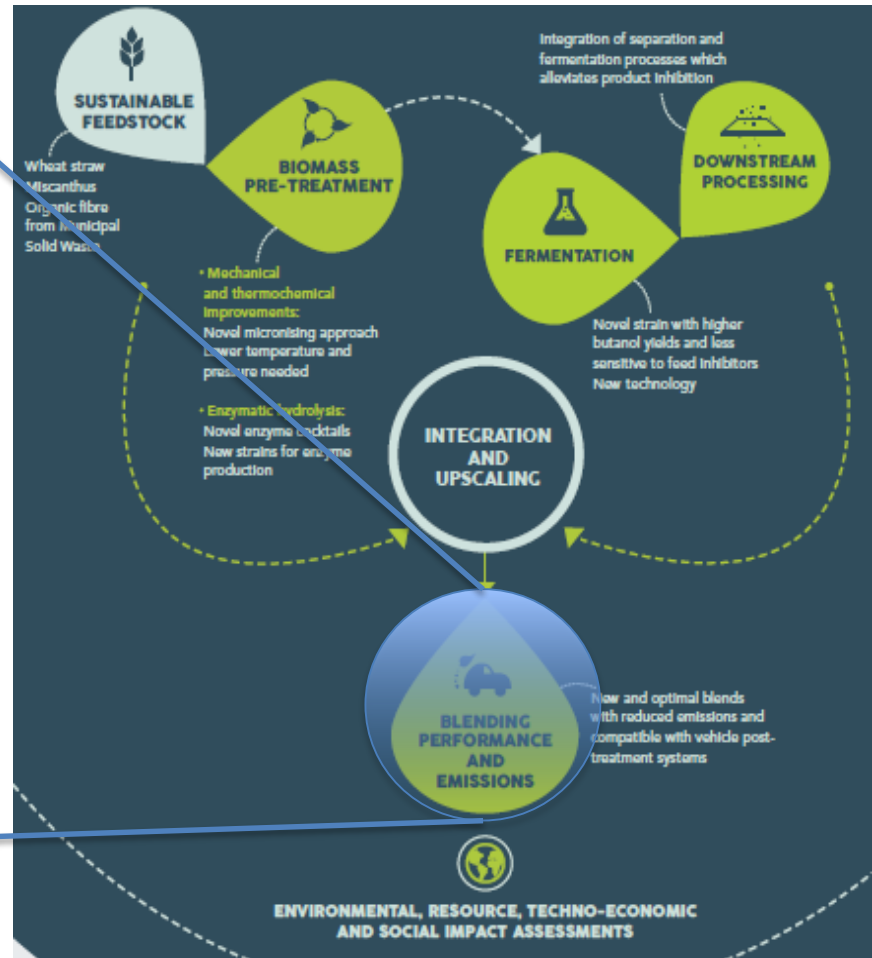 SUSTAINABLE
FEEDSTOCK
Wheat straw
Miscanthus
Organic fibre
from Municipal
Solid Waste
BIOMASS
PRE-TREATMENT
• Mechanical
and thermochemical
improvements:
Novel micronising approach
Lower temperature and
pressure needed
• Enzymatic hydrolysis:
Novel enzyme cocktails
New strains for enzyme
production
Integration of separation and
fermentation processes which
alleviates product inhibition
DOWNSTREAM
PROCESSING
FERMENTATION
Novel strain with higher
butanol yields and less
sensitive to feed inhibitors
New technology
INTEGRATION
AND
UPSCALING
BLENDING
PERFORMANCE
AND
EMISSIONS
New and optimal blends
with reduced emissions and
compatible with vehicle post-
treatment systems
ENVIRONMENTAL, RESOURCE, TECHNO-ECONOMIC
AND SOCIAL IMPACT ASSESSMENTS